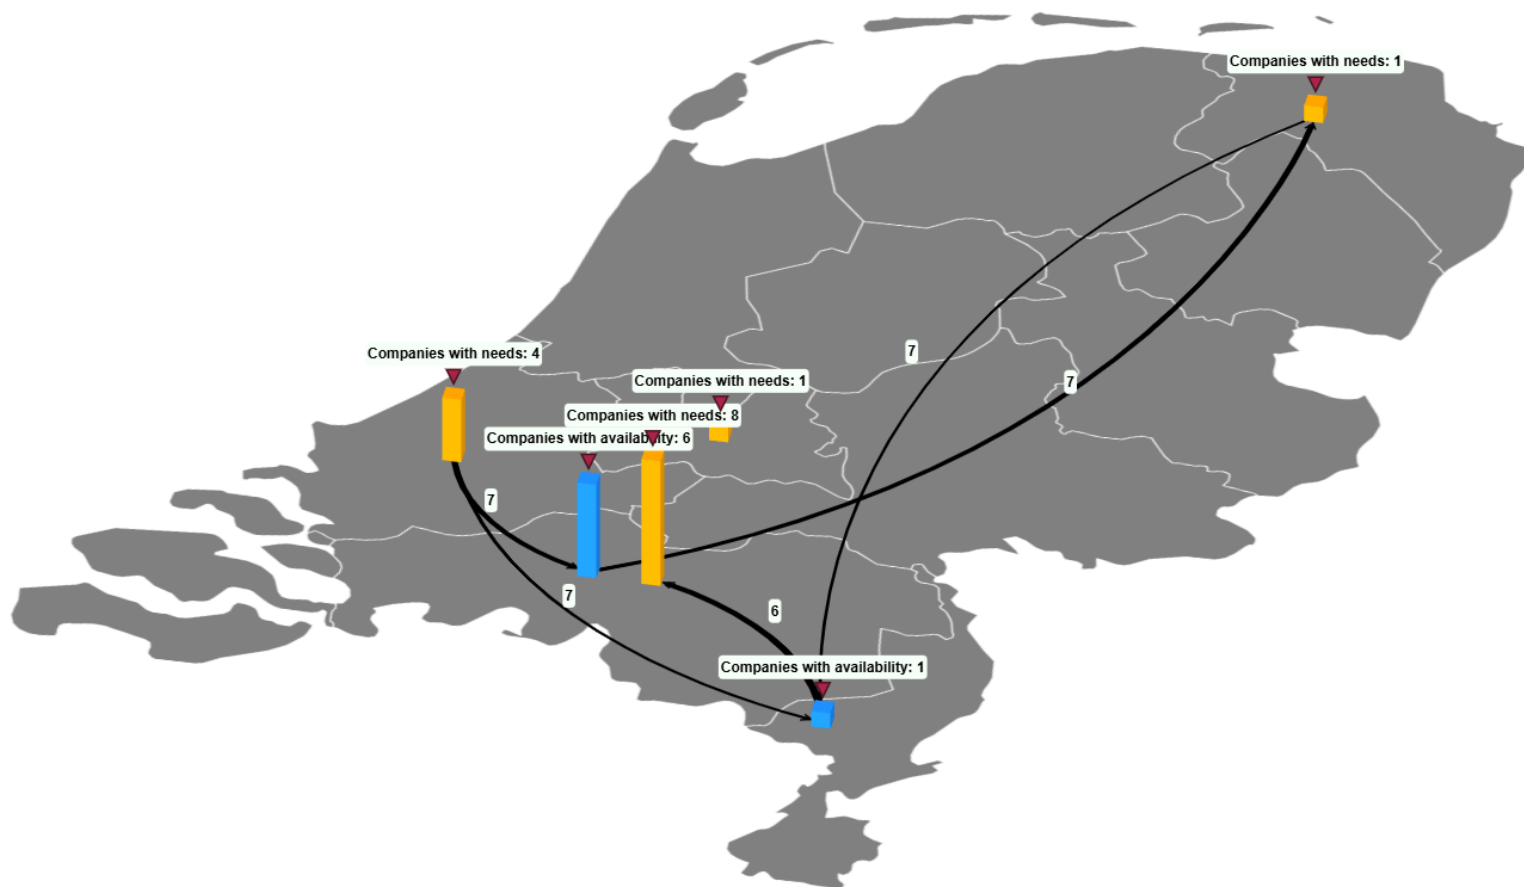 Companies with needs: 1
Companies with needs: 4
7
Companies with needs: 1
7
Companies with needs: 8
Companies with availability: 6
7
7
6
Companies with availability: 1